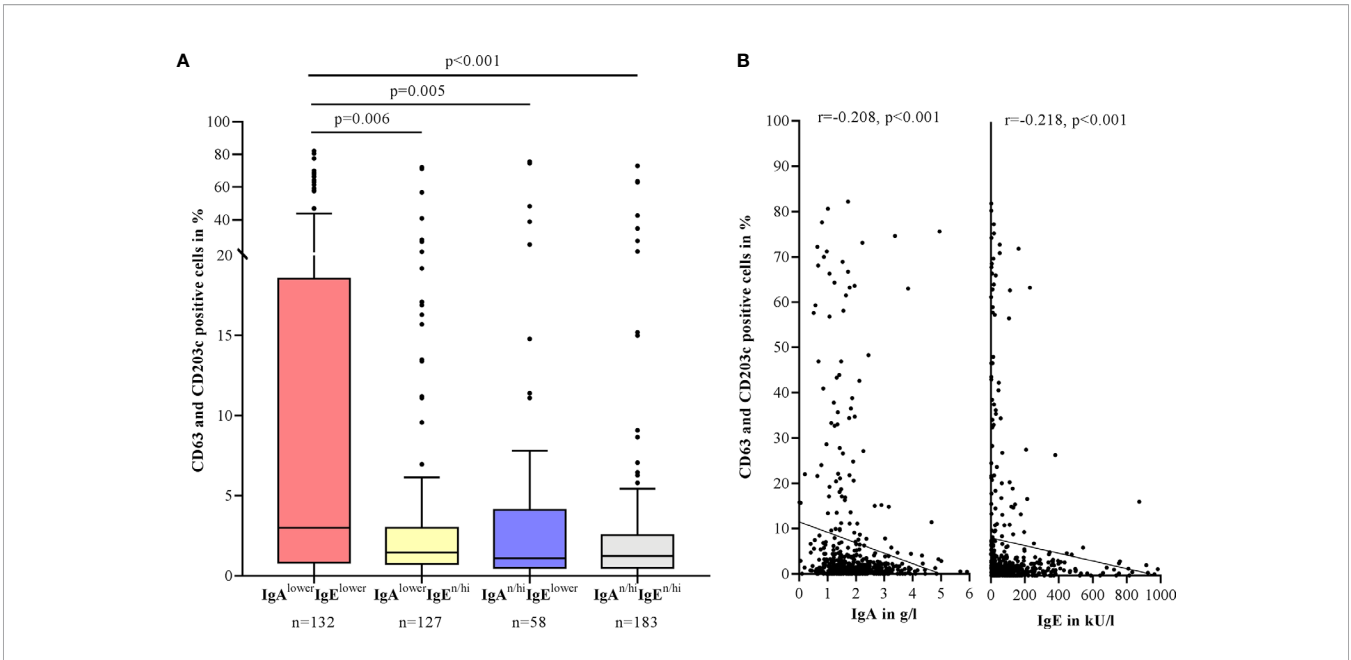 A
p<0.001
p=0.005
p=0.006
CD63 and CD203c positive cells in %
100
80
60
40
20
15
10
5
0
IgA^lower IgE^lower IgA^lower IgE^n/hi IgA^n/hi IgE^lower IgA^n/hi IgE^n/hi
n=132 n=127 n=58 n=183
B
r=-0.208, p<0.001 r=-0.218, p<0.001
CD63 and CD203c positive cells in %
100
90
80
70
60
50
40
30
20
10
0
0 1 2 3 4 5 6
IgA in g/l
0 200 400 600 800 1000
IgE in kU/l